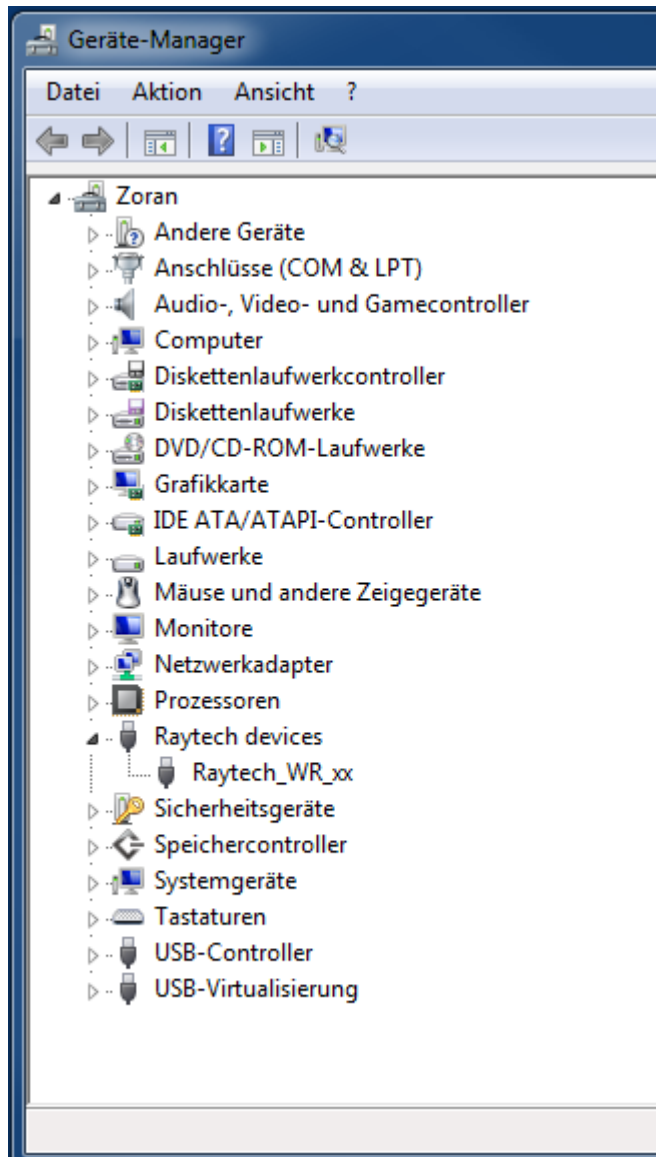 Geräte-Manager
Datei Aktion Ansicht ?
Zoran
Andere Geräte
Anschlüsse (COM & LPT)
Audio-, Video- und Gamecontroller
Computer
Diskettenlaufwerkcontroller
Diskettenlaufwerke
DVD/CD-ROM-Laufwerke
Grafikkarte
IDE ATA/ATAPI-Controller
Laufwerke
Mäuse und andere Zeigegeräte
Monitore
Netzwerkadapter
Prozessoren
Raytech devices
Raytech_WR_xx
Sicherheitsgeräte
Speichercontroller
Systemgeräte
Tastaturen
USB-Controller
USB-Virtualisierung